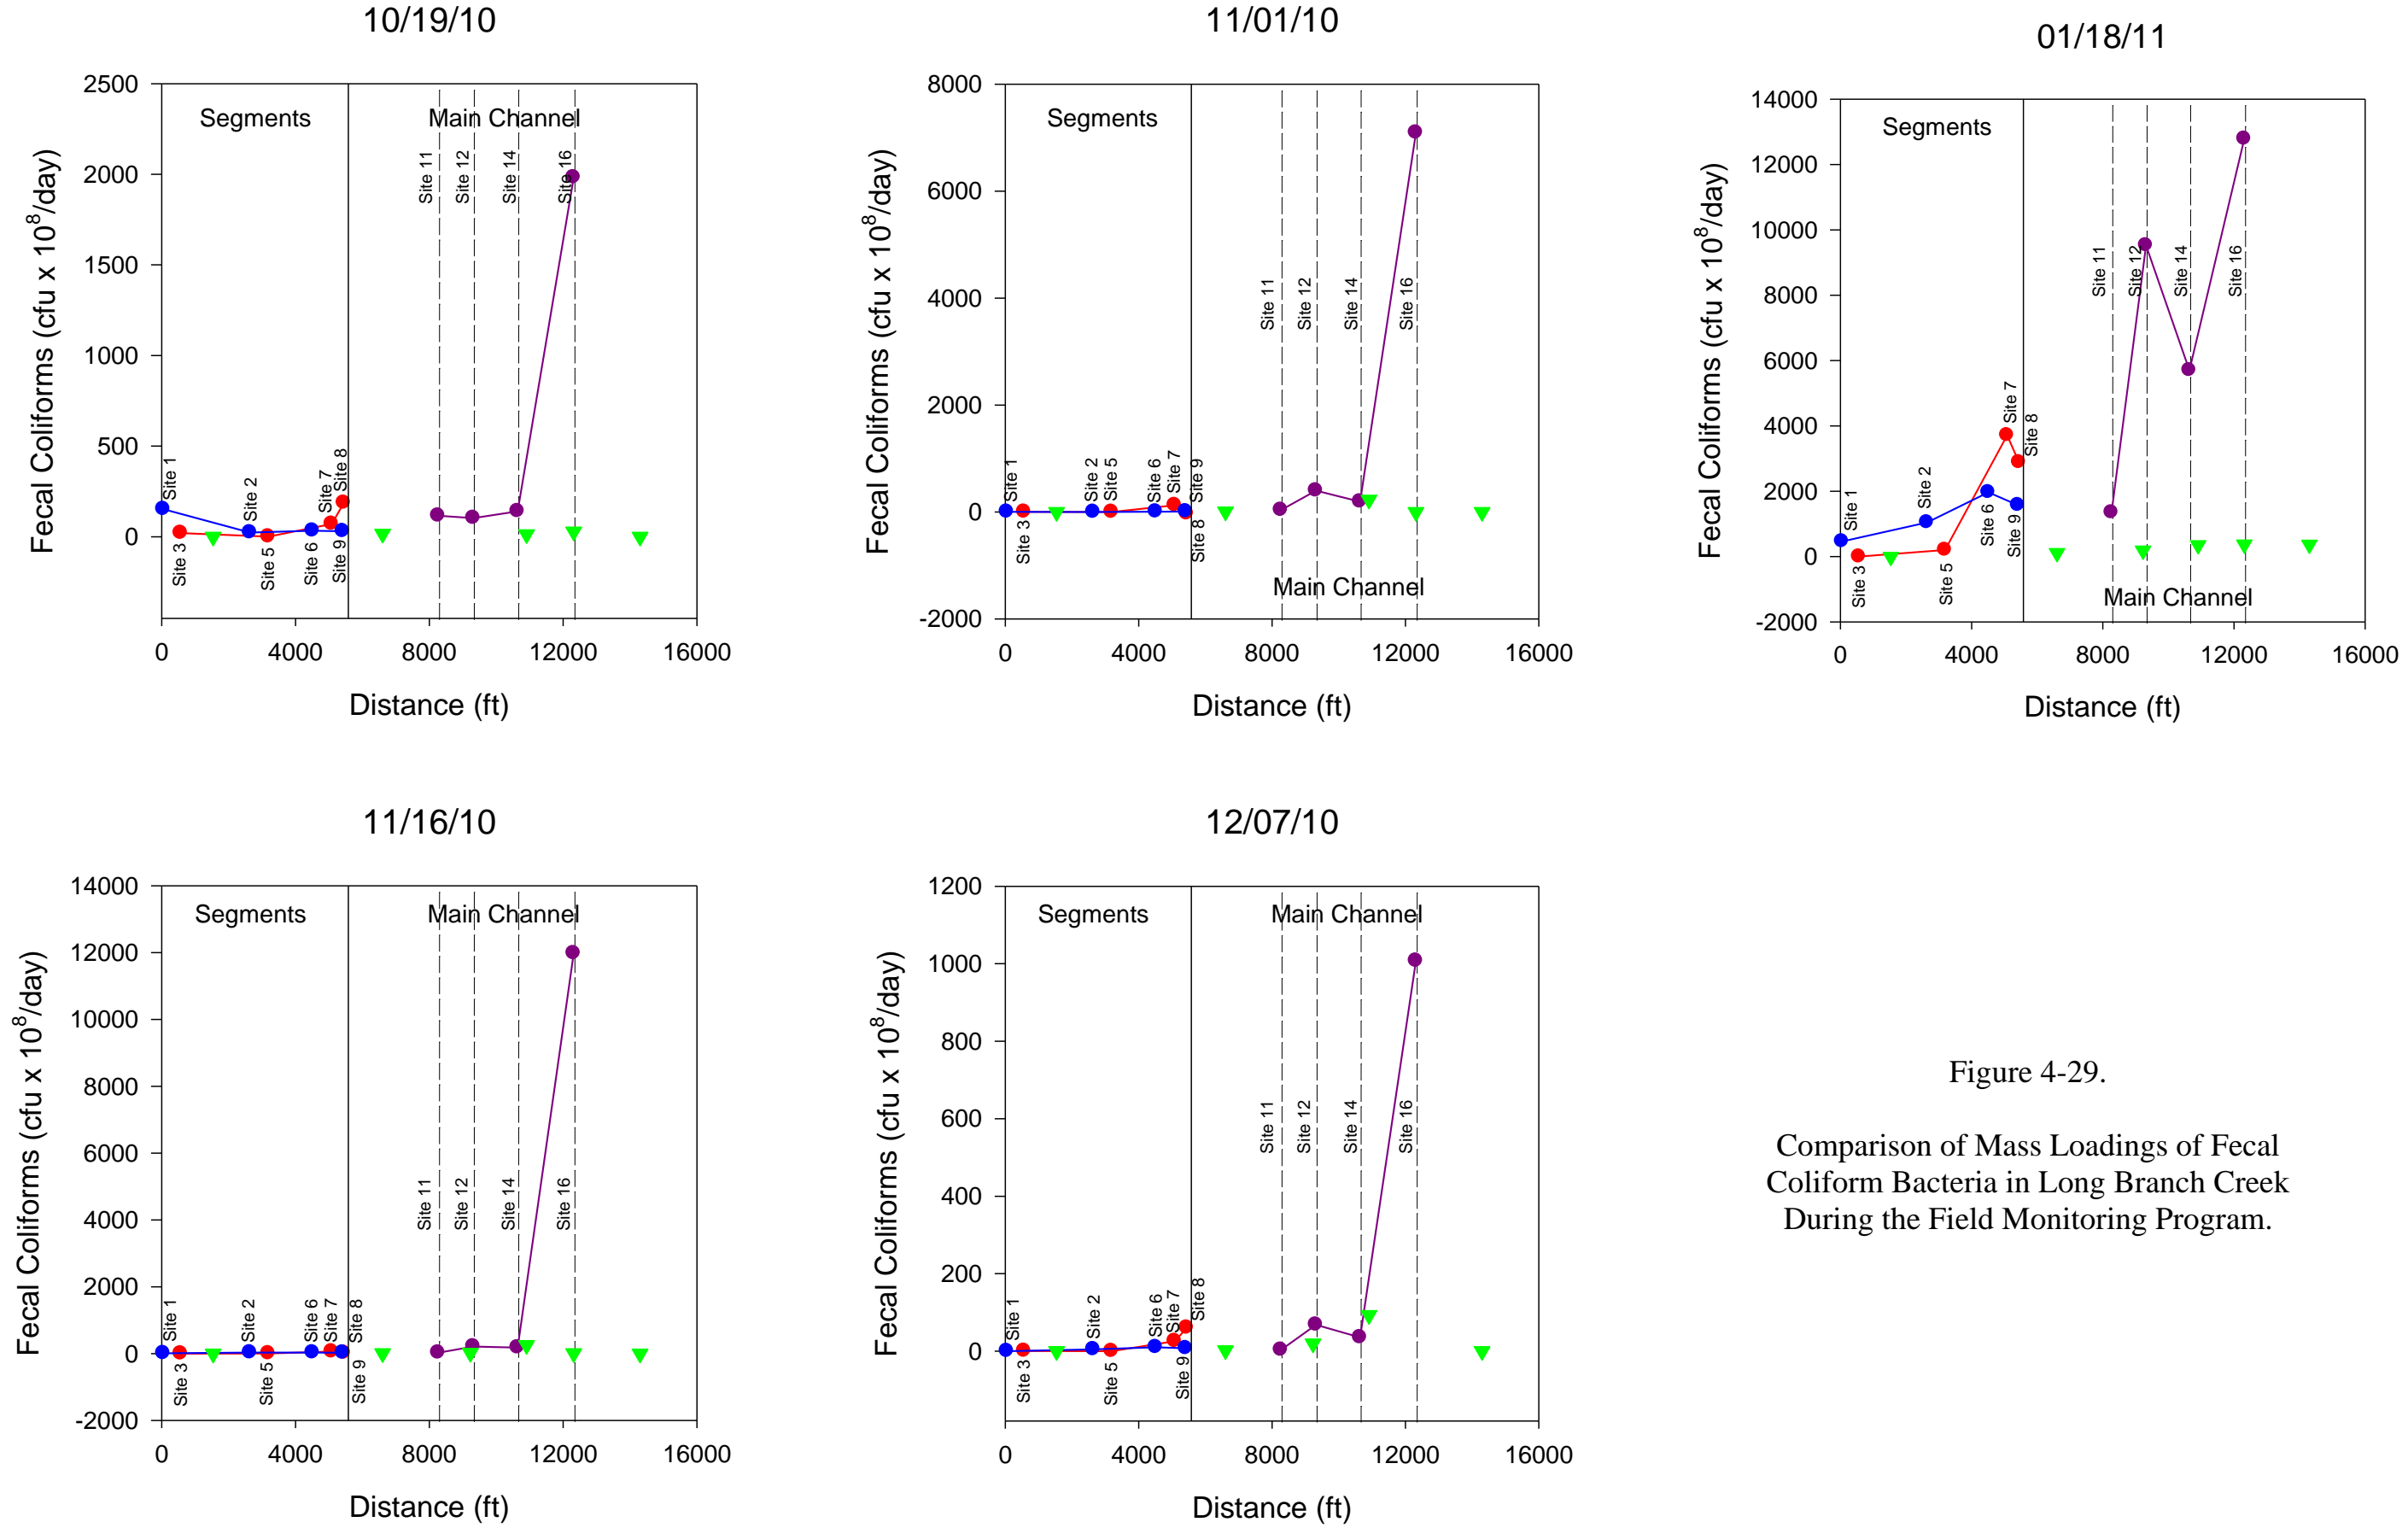 10/19/10
2500
2000
1500
1000
500
0
Fecal Coliforms (cfu x 10⁸/day)
Segments
Main Channel
Site 1
Site 2
Site 3
Site 5
Site 6
Site 7
Site 8
Site 9
Site 11
Site 12
Site 14
Site 16
0 4000 8000 12000 16000
Distance (ft)
11/01/10
8000
6000
4000
2000
0
-2000
Fecal Coliforms (cfu x 10⁸/day)
Segments
Main Channel
Site 1
Site 2
Site 3
Site 5
Site 6
Site 7
Site 8
Site 9
Site 11
Site 12
Site 14
Site 16
0 4000 8000 12000 16000
Distance (ft)
01/18/11
14000
12000
10000
8000
6000
4000
2000
0
-2000
Fecal Coliforms (cfu x 10⁸/day)
Segments
Main Channel
Site 1
Site 2
Site 3
Site 5
Site 6
Site 7
Site 8
Site 9
Site 11
Site 12
Site 14
Site 16
0 4000 8000 12000 16000
Distance (ft)
11/16/10
14000
12000
10000
8000
6000
4000
2000
0
-2000
Fecal Coliforms (cfu x 10⁸/day)
Segments
Main Channel
Site 1
Site 2
Site 3
Site 5
Site 6
Site 7
Site 8
Site 9
Site 11
Site 12
Site 14
Site 16
0 4000 8000 12000 16000
Distance (ft)
12/07/10
1200
1000
800
600
400
200
0
Fecal Coliforms (cfu x 10⁸/day)
Segments
Main Channel
Site 1
Site 2
Site 3
Site 5
Site 6
Site 7
Site 8
Site 9
Site 11
Site 12
Site 14
Site 16
0 4000 8000 12000 16000
Distance (ft)
Figure 4-29.
Comparison of Mass Loadings of Fecal
Coliform Bacteria in Long Branch Creek
During the Field Monitoring Program.